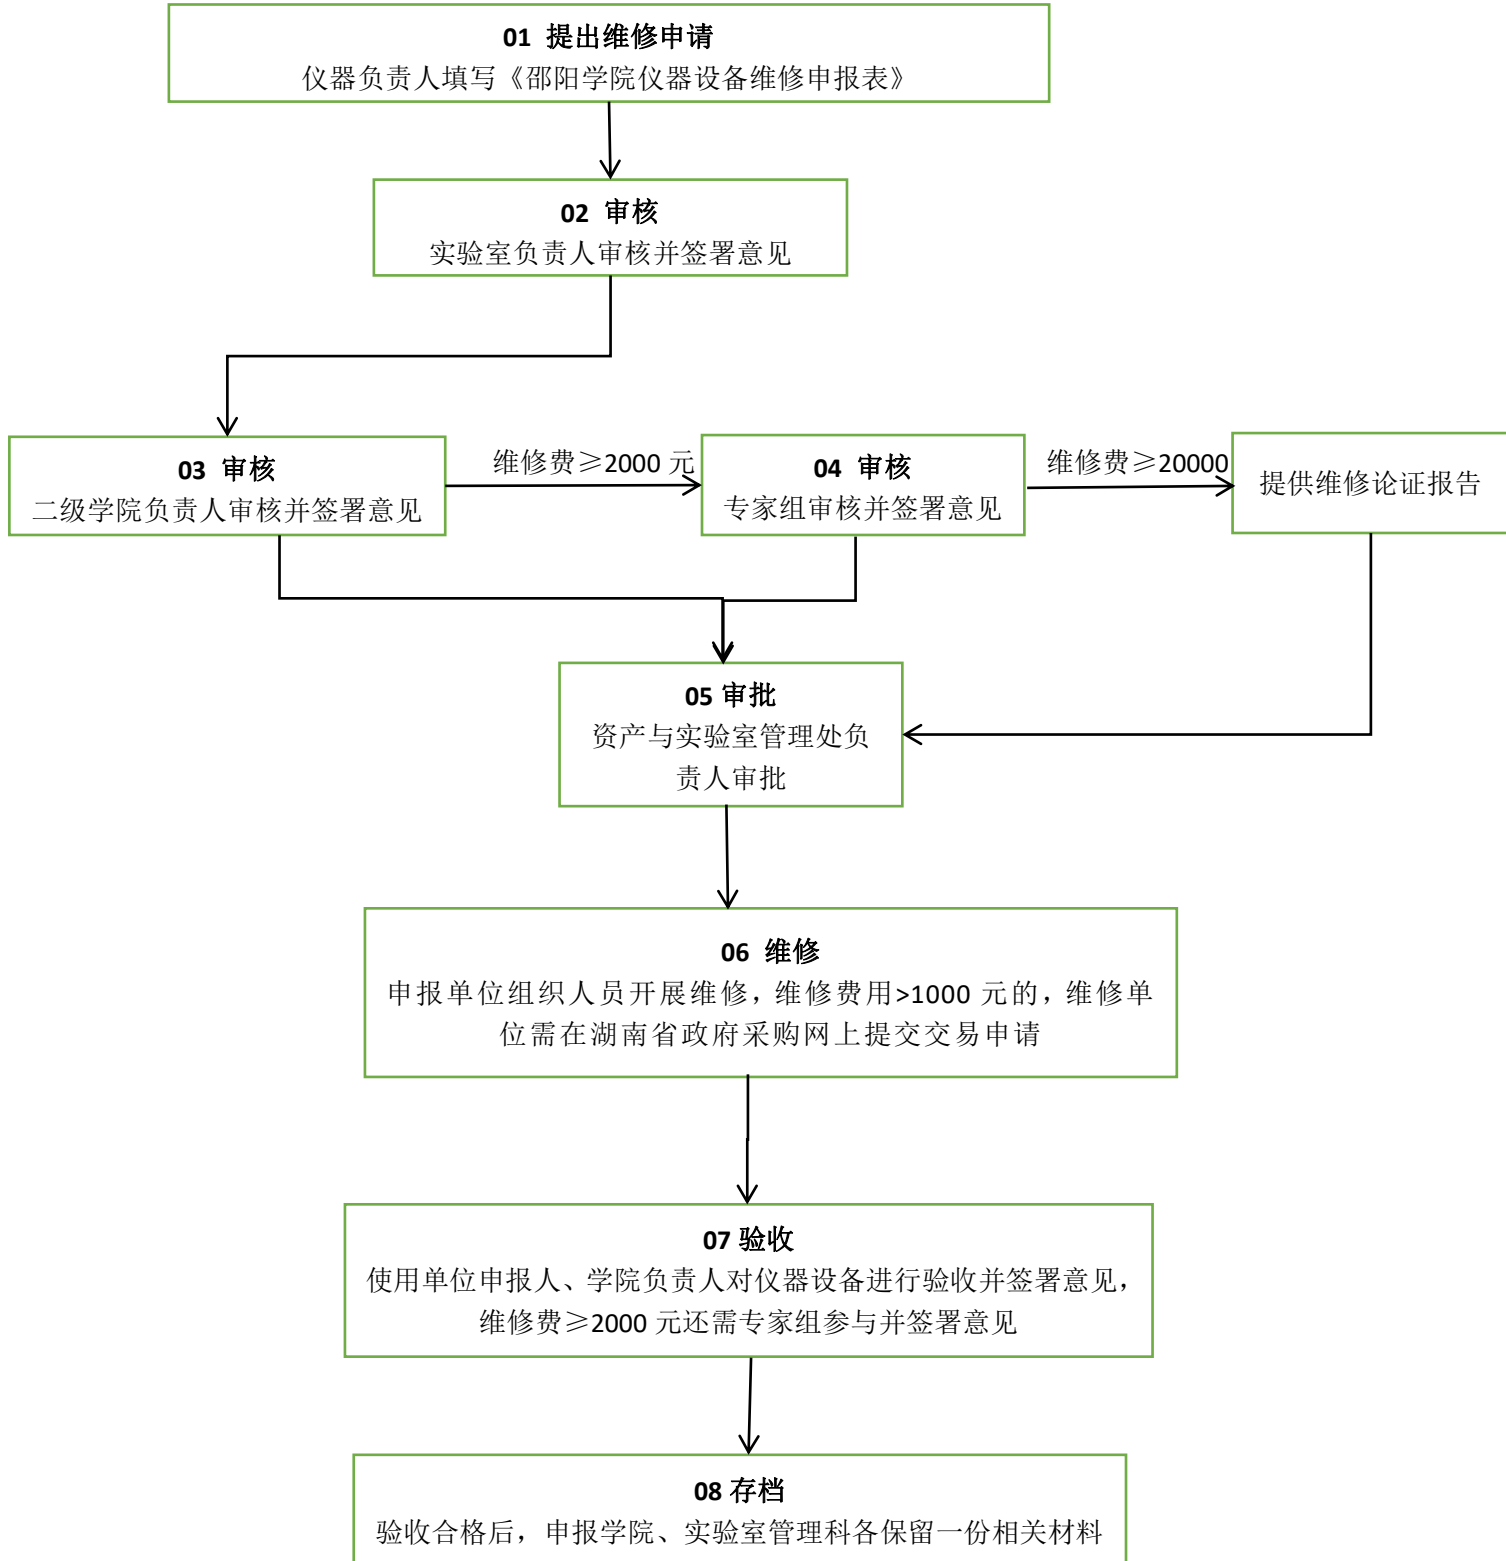 01 提出维修申请
仪器负责人填写《邵阳学院仪器设备维修申报表》
02 审核
实验室负责人审核并签署意见
03 审核
二级学院负责人审核并签署意见
维修费≥2000 元
04 审核
专家组审核并签署意见
维修费≥20000
提供维修论证报告
05 审批
资产与实验室管理处负
责人审批
06 维修
申报单位组织人员开展维修，维修费用>1000 元的，维修单
位需在湖南省政府采购网上提交交易申请
07 验收
使用单位申报人、学院负责人对仪器设备进行验收并签署意见，
维修费≥2000 元还需专家组参与并签署意见
08 存档
验收合格后，申报学院、实验室管理科各保留一份相关材料